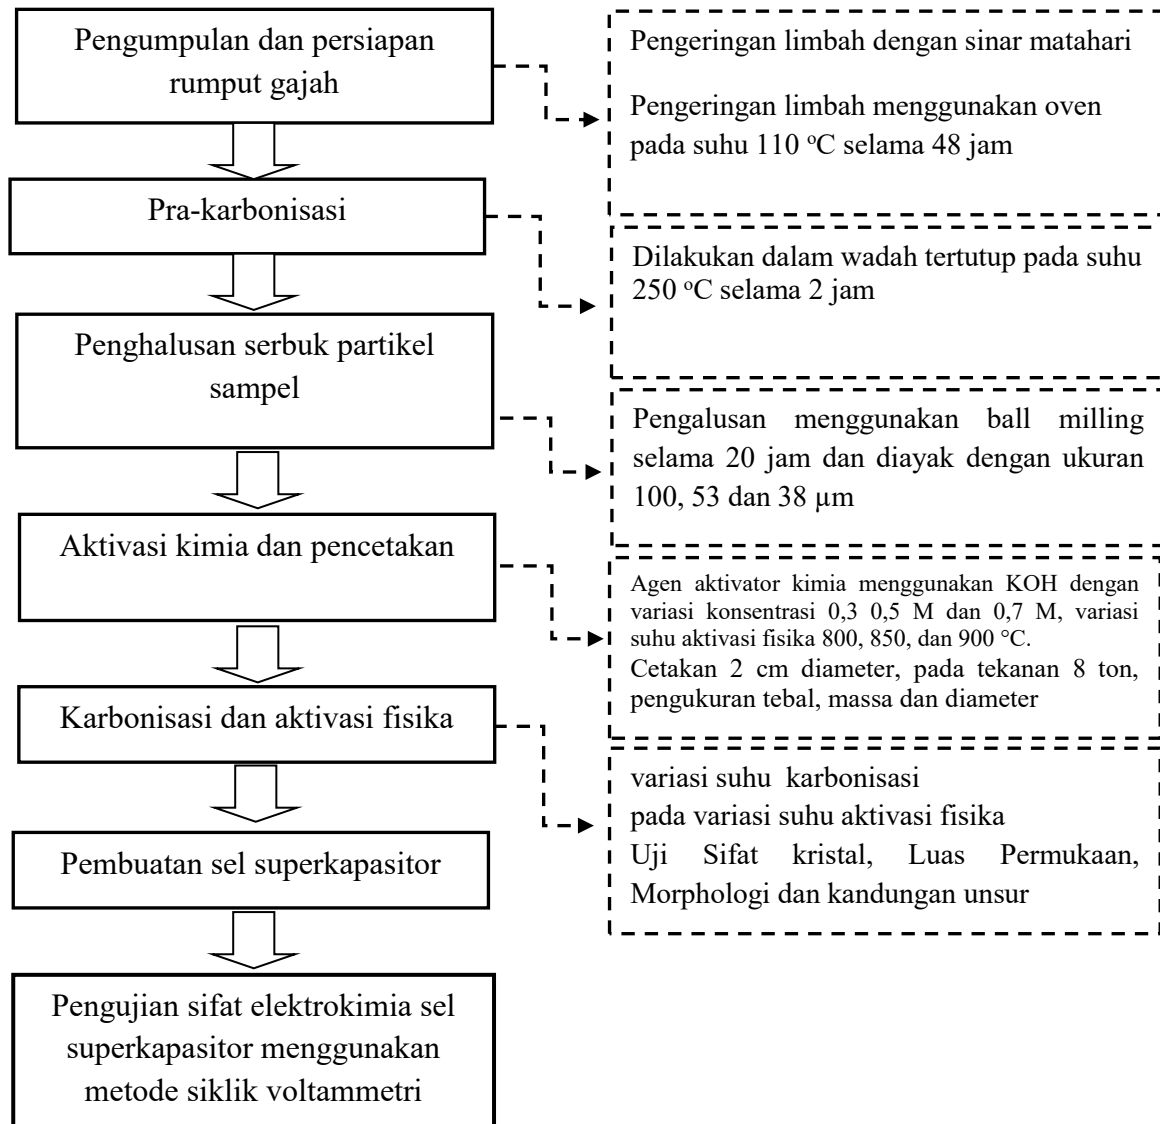 Pengumpulan dan persiapan
rumput gajah
Pengeringan limbah dengan sinar matahari
Pengeringan limbah menggunakan oven
pada suhu 110 °C selama 48 jam
Pra-karbonisasi
Dilakukan dalam wadah tertutup pada suhu
250 °C selama 2 jam
Penghalusan serbuk partikel
sampel
Pengalusan menggunakan ball milling
selama 20 jam dan diayak dengan ukuran
100, 53 dan 38 µm
Aktivasi kimia dan pencetakan
Agen aktivator kimia menggunakan KOH dengan
variasi konsentrasi 0,3 0,5 M dan 0,7 M, variasi
suhu aktivasi fisika 800, 850, dan 900 °C.
Cetakan 2 cm diameter, pada tekanan 8 ton,
pengukuran tebal, massa dan diameter
Karbonisasi dan aktivasi fisika
variasi suhu karbonisasi
pada variasi suhu aktivasi fisika
Uji Sifat kristal, Luas Permukaan,
Morphologi dan kandungan unsur
Pembuatan sel superkapasitor
Pengujian sifat elektrokimia sel
superkapasitor menggunakan
metode siklik voltammetri